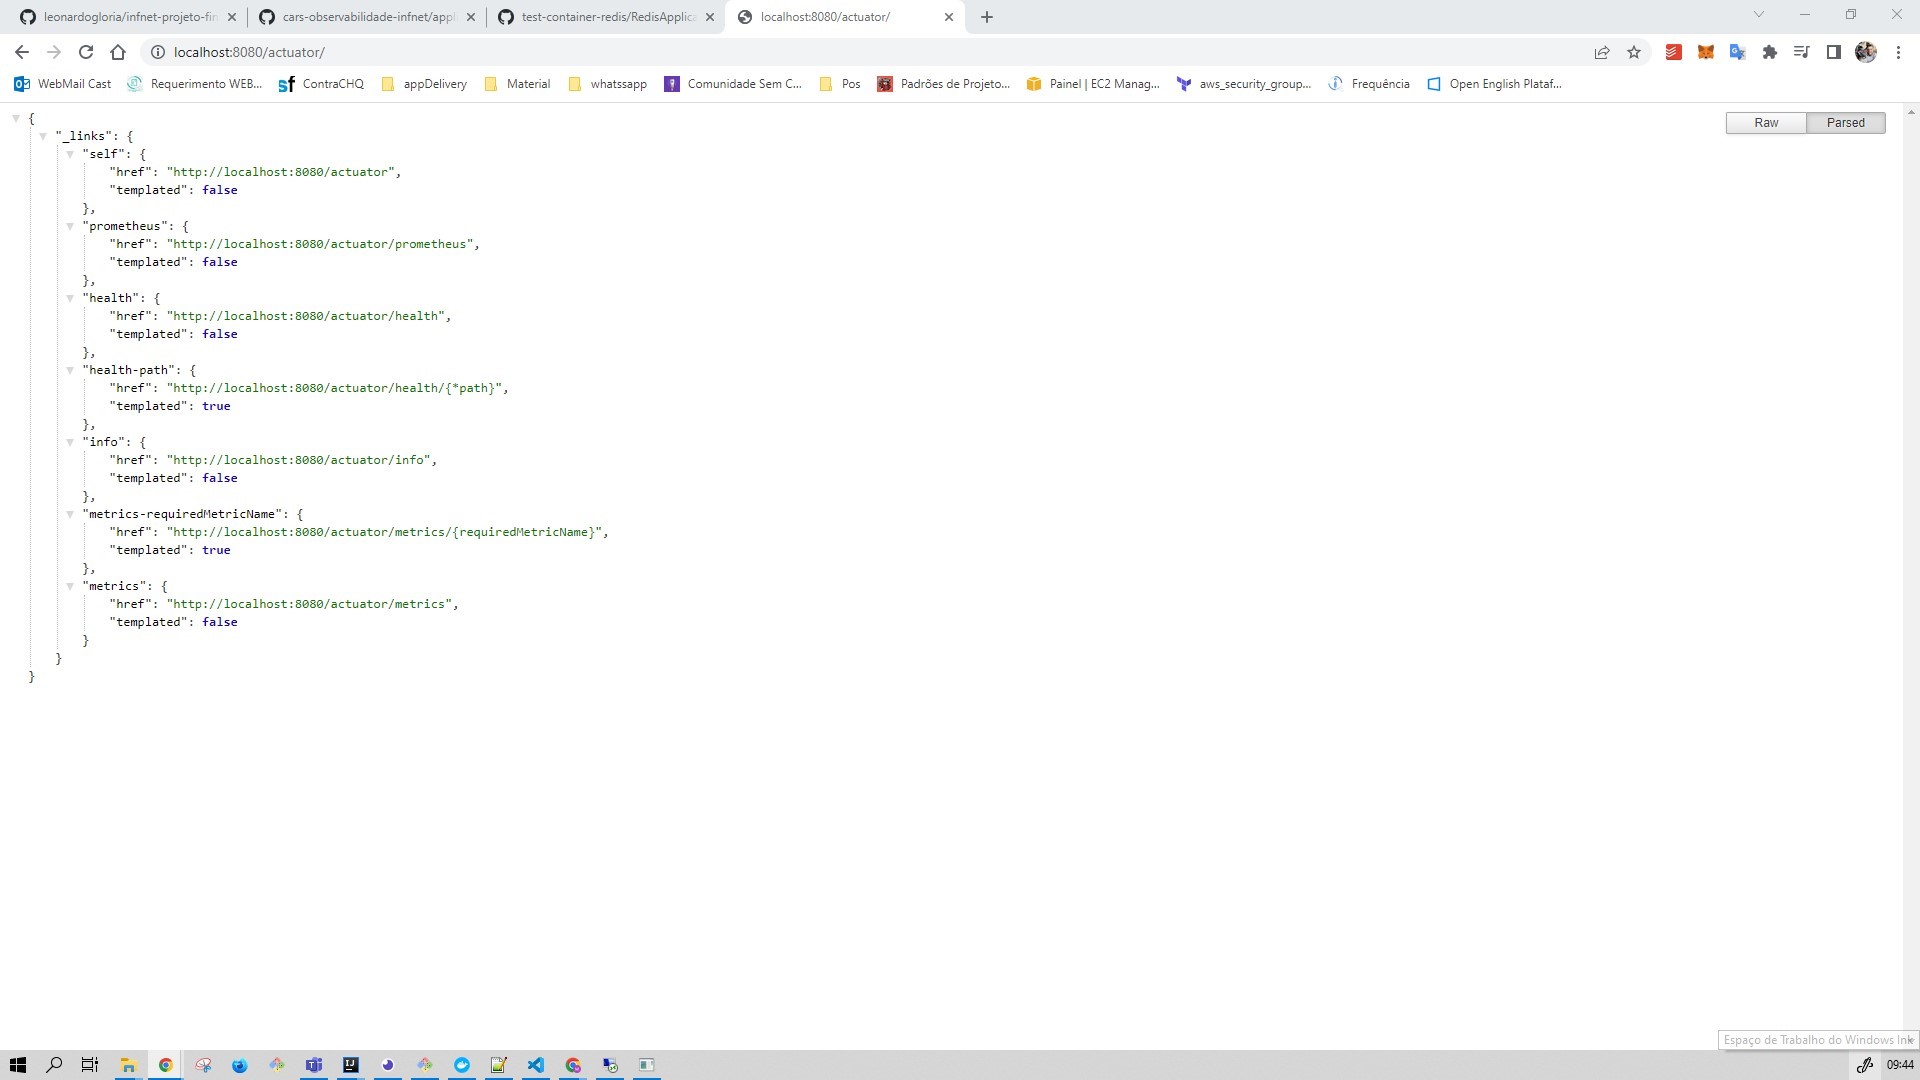 leonardogloria/infnet-projeto-fin
cars-observabilidade-infnet/appli
test-container-redis/RedisApplica
localhost:8080/actuator/
localhost:8080/actuator/
WebMail Cast
Requerimento WEB...
ContraCHQ
appDelivery
Material
whatssapp
Comunidade Sem C...
Pos
Padrões de Projeto...
Painel | EC2 Manag...
aws_security_group...
Frequência
Open English Plataf...
Raw
Parsed
{
"_links": {
"self": {
"href": "http://localhost:8080/actuator",
"templated": false
},
"prometheus": {
"href": "http://localhost:8080/actuator/prometheus",
"templated": false
},
"health": {
"href": "http://localhost:8080/actuator/health",
"templated": false
},
"health-path": {
"href": "http://localhost:8080/actuator/health/{*path}",
"templated": true
},
"info": {
"href": "http://localhost:8080/actuator/info",
"templated": false
},
"metrics-requiredMetricName": {
"href": "http://localhost:8080/actuator/metrics/{requiredMetricName}",
"templated": true
},
"metrics": {
"href": "http://localhost:8080/actuator/metrics",
"templated": false
}
}
}
Espaço de Trabalho do Windows Ink
09:44